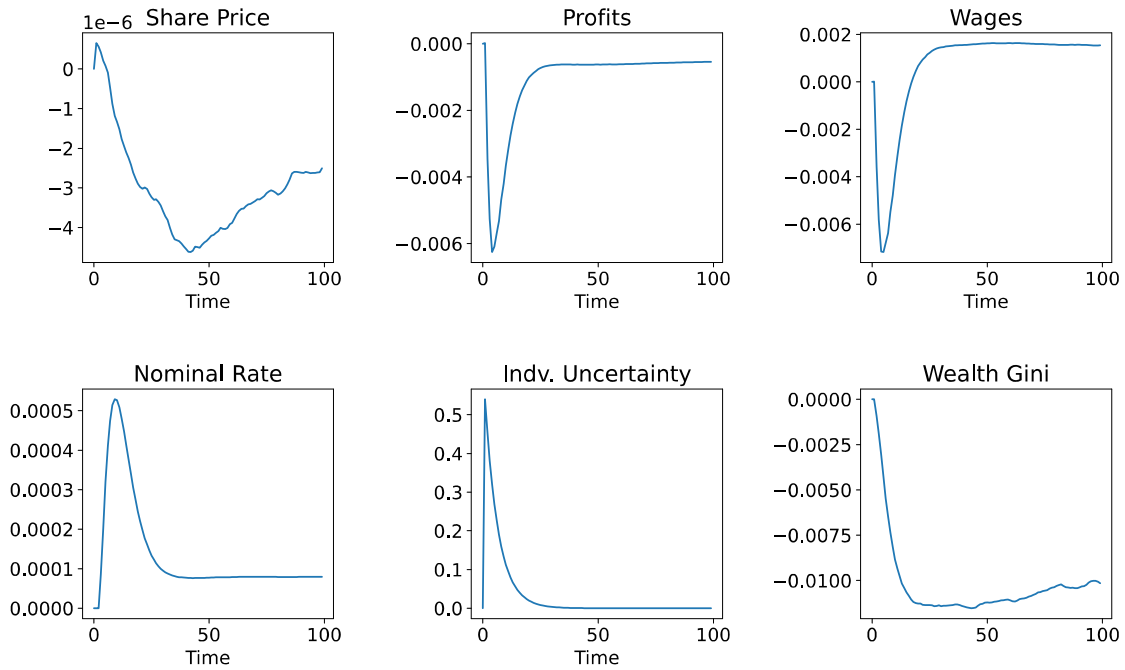 Share Price
1e−6
0
−1
−2
−3
−4
0 50 100
Time
Profits
0.000
−0.002
−0.004
−0.006
0 50 100
Time
Wages
0.002
0.000
−0.002
−0.004
−0.006
0 50 100
Time
Nominal Rate
0.0005
0.0004
0.0003
0.0002
0.0001
0.0000
0 50 100
Time
Indv. Uncertainty
0.5
0.4
0.3
0.2
0.1
0.0
0 50 100
Time
Wealth Gini
0.0000
−0.0025
−0.0050
−0.0075
−0.0100
0 50 100
Time